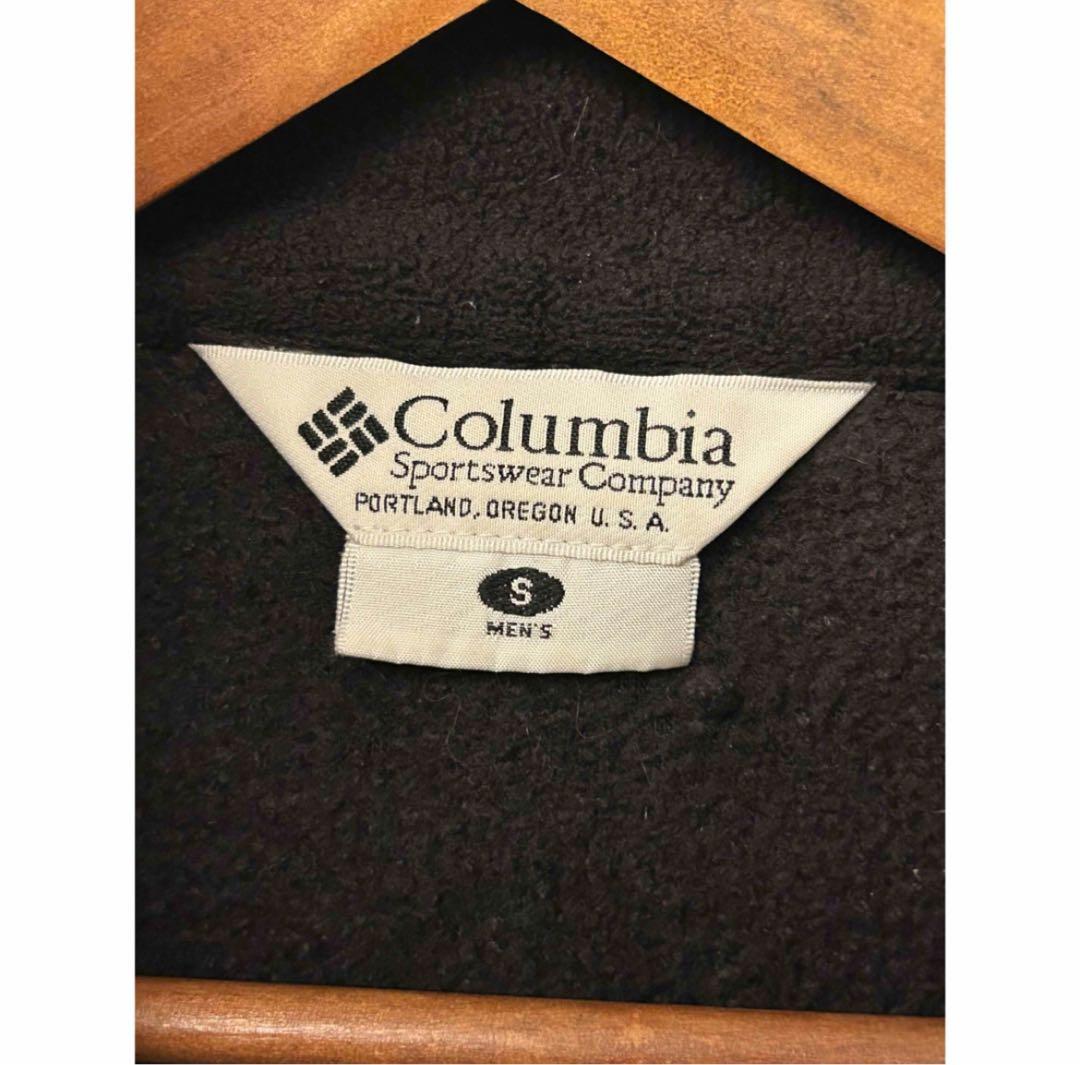 Columbia
Sportswear Company
PORTLAND, OREGON U. S. A.
S
MEN'S